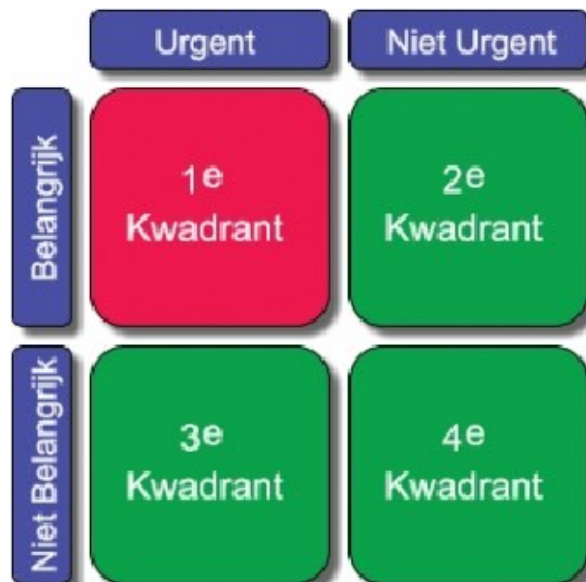 Urgent
Niet Urgent
Belangrijk
1e
Kwadrant
2e
Kwadrant
Niet Belangrijk
3e
Kwadrant
4e
Kwadrant